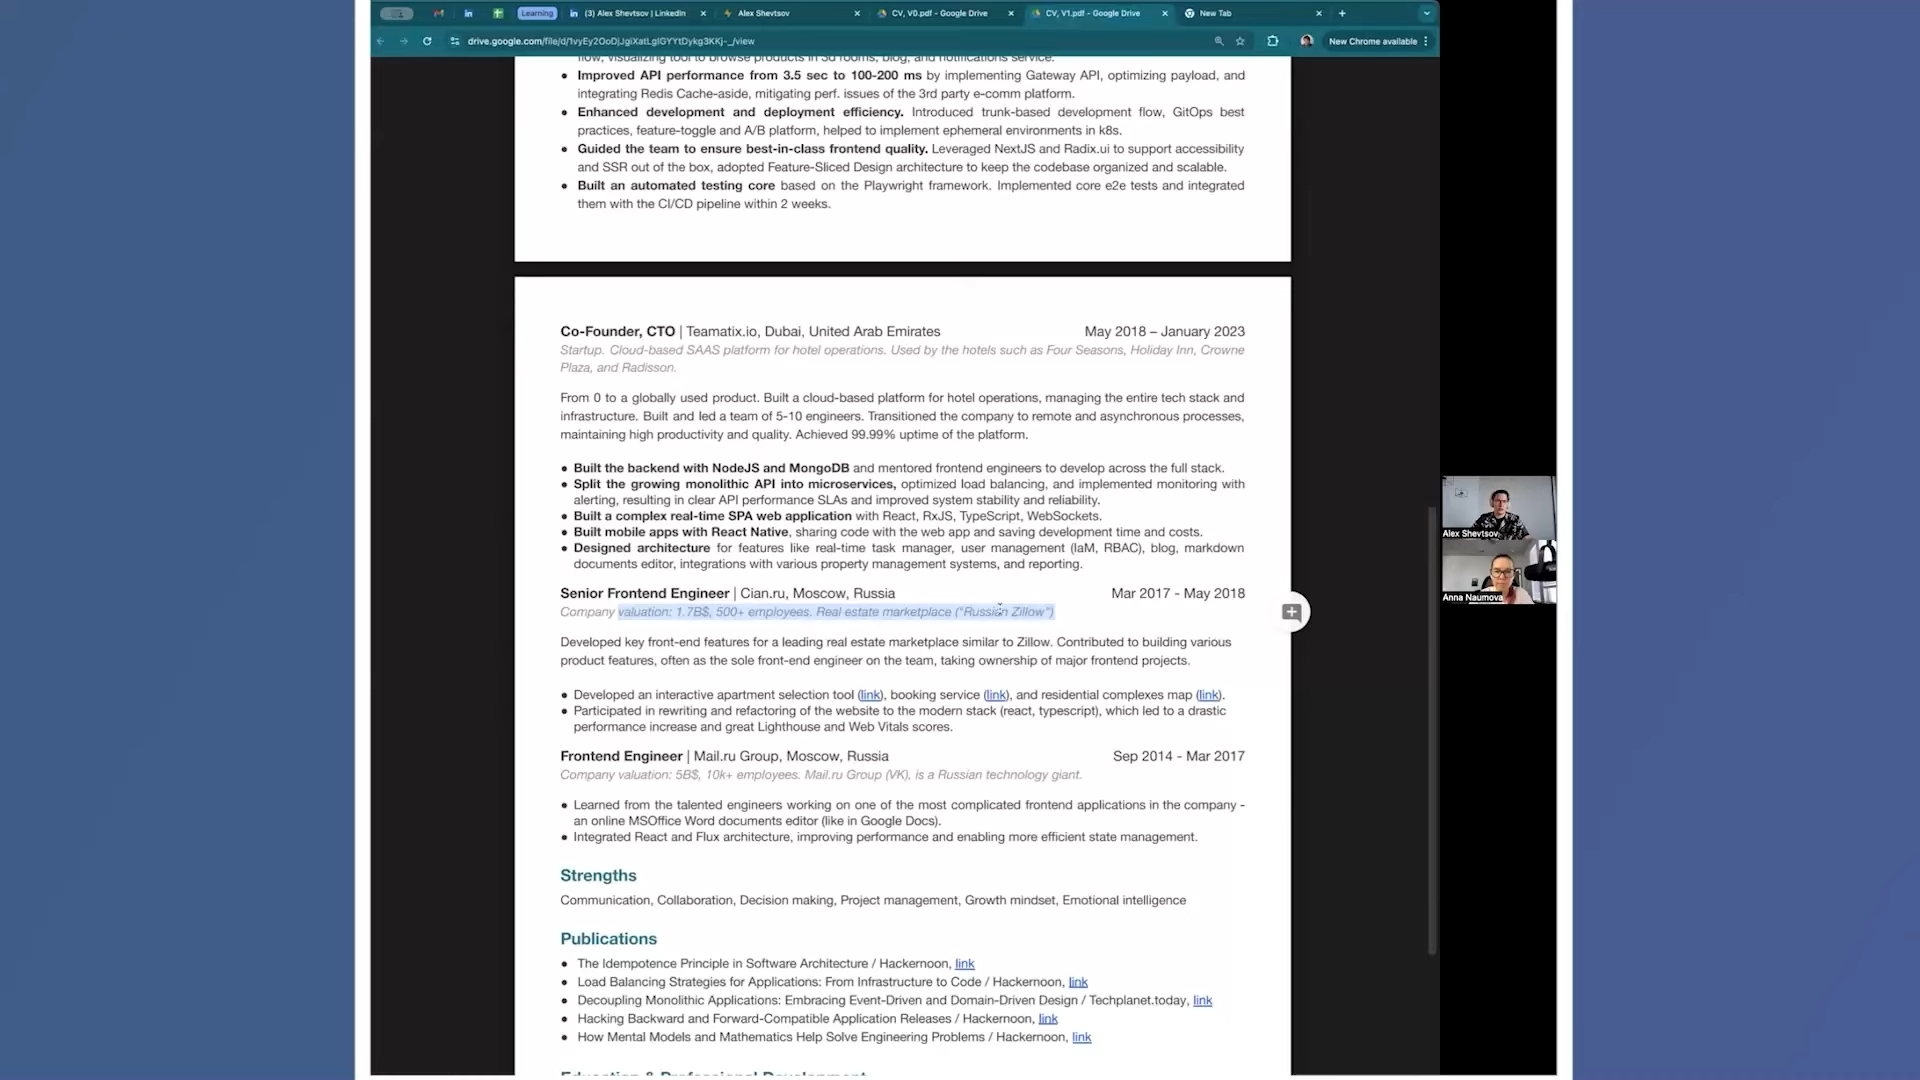 Learning
(3) Alex Shevtsov | LinkedIn
Alex Shevtsov
CV, V0.pdf - Google Drive
CV, V1.pdf - Google Drive
New Tab
New Chrome available
flow, visualizing tool to browse products in 3d rooms, blog, and notifications service.
• Improved API performance from 3.5 sec to 100-200 ms by implementing Gateway API, optimizing payload, and
integrating Redis Cache-aside, mitigating perf. issues of the 3rd party e-comm platform.
• Enhanced development and deployment efficiency. Introduced trunk-based development flow, GitOps best
practices, feature-toggle and A/B platform, helped to implement ephemeral environments in k8s.
• Guided the team to ensure best-in-class frontend quality. Leveraged NextJS and Radix.ui to support accessibility
and SSR out of the box, adopted Feature-Sliced Design architecture to keep the codebase organized and scalable.
• Built an automated testing core based on the Playwright framework. Implemented core e2e tests and integrated
them with the CI/CD pipeline within 2 weeks.
Co-Founder, CTO | Teamatix.io, Dubai, United Arab Emirates May 2018 – January 2023
Startup. Cloud-based SAAS platform for hotel operations. Used by the hotels such as Four Seasons, Holiday Inn, Crowne
Plaza, and Radisson.
From 0 to a globally used product. Built a cloud-based platform for hotel operations, managing the entire tech stack and
infrastructure. Built and led a team of 5-10 engineers. Transitioned the company to remote and asynchronous processes,
maintaining high productivity and quality. Achieved 99.99% uptime of the platform.
• Built the backend with NodeJS and MongoDB and mentored frontend engineers to develop across the full stack.
• Split the growing monolithic API into microservices, optimized load balancing, and implemented monitoring with
alerting, resulting in clear API performance SLAs and improved system stability and reliability.
• Built a complex real-time SPA web application with React, RxJS, TypeScript, WebSockets.
• Built mobile apps with React Native, sharing code with the web app and saving development time and costs.
• Designed architecture for features like real-time task manager, user management (IaM, RBAC), blog, markdown
documents editor, integrations with various property management systems, and reporting.
Senior Frontend Engineer | Cian.ru, Moscow, Russia Mar 2017 - May 2018
Company valuation: 1.7B$, 500+ employees. Real estate marketplace ("Russian Zillow")
Developed key front-end features for a leading real estate marketplace similar to Zillow. Contributed to building various
product features, often as the sole front-end engineer on the team, taking ownership of major frontend projects.
• Developed an interactive apartment selection tool (link), booking service (link), and residential complexes map (link).
• Participated in rewriting and refactoring of the website to the modern stack (react, typescript), which led to a drastic
performance increase and great Lighthouse and Web Vitals scores.
Frontend Engineer | Mail.ru Group, Moscow, Russia Sep 2014 - Mar 2017
Company valuation: 5B$, 10k+ employees. Mail.ru Group (VK), is a Russian technology giant.
• Learned from the talented engineers working on one of the most complicated frontend applications in the company -
an online MSOffice Word documents editor (like in Google Docs).
• Integrated React and Flux architecture, improving performance and enabling more efficient state management.
Strengths
Communication, Collaboration, Decision making, Project management, Growth mindset, Emotional intelligence
Publications
• The Idempotence Principle in Software Architecture / Hackernoon, link
• Load Balancing Strategies for Applications: From Infrastructure to Code / Hackernoon, link
• Decoupling Monolithic Applications: Embracing Event-Driven and Domain-Driven Design / Techplanet.today, link
• Hacking Backward and Forward-Compatible Application Releases / Hackernoon, link
• How Mental Models and Mathematics Help Solve Engineering Problems / Hackernoon, link
Education & Professional Development
Alex Shevtsov
Anna Naumova